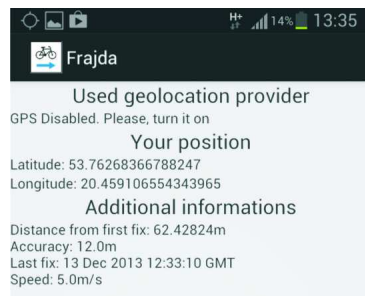 H+ 14% 13:35
Frajda
Used geolocation provider
GPS Disabled. Please, turn it on
Your position
Latitude: 53.76268366788247
Longitude: 20.459106554343965
Additional informations
Distance from first fix: 62.42824m
Accuracy: 12.0m
Last fix: 13 Dec 2013 12:33:10 GMT
Speed: 5.0m/s